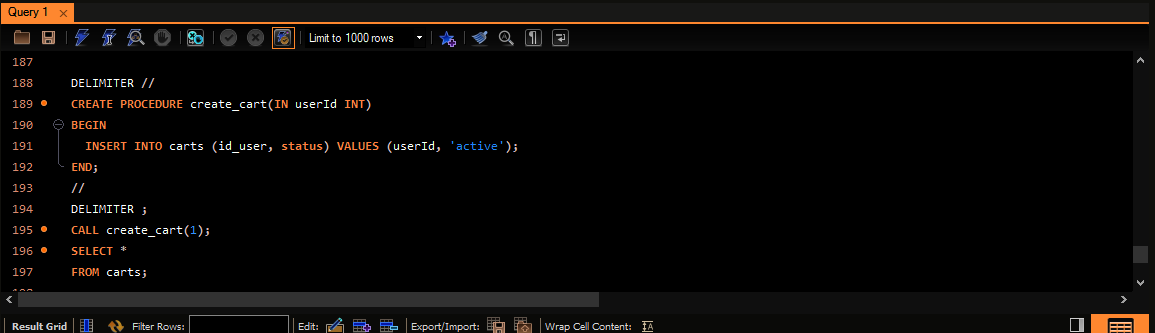 Query 1
Limit to 1000 rows
187
188 DELIMITER //
189 CREATE PROCEDURE create_cart(IN userId INT)
190 BEGIN
191 INSERT INTO carts (id_user, status) VALUES (userId, 'active');
192 END;
193 //
194 DELIMITER ;
195 CALL create_cart(1);
196 SELECT *
197 FROM carts;
Result Grid Filter Rows: Edit: Export/Import: Wrap Cell Content: